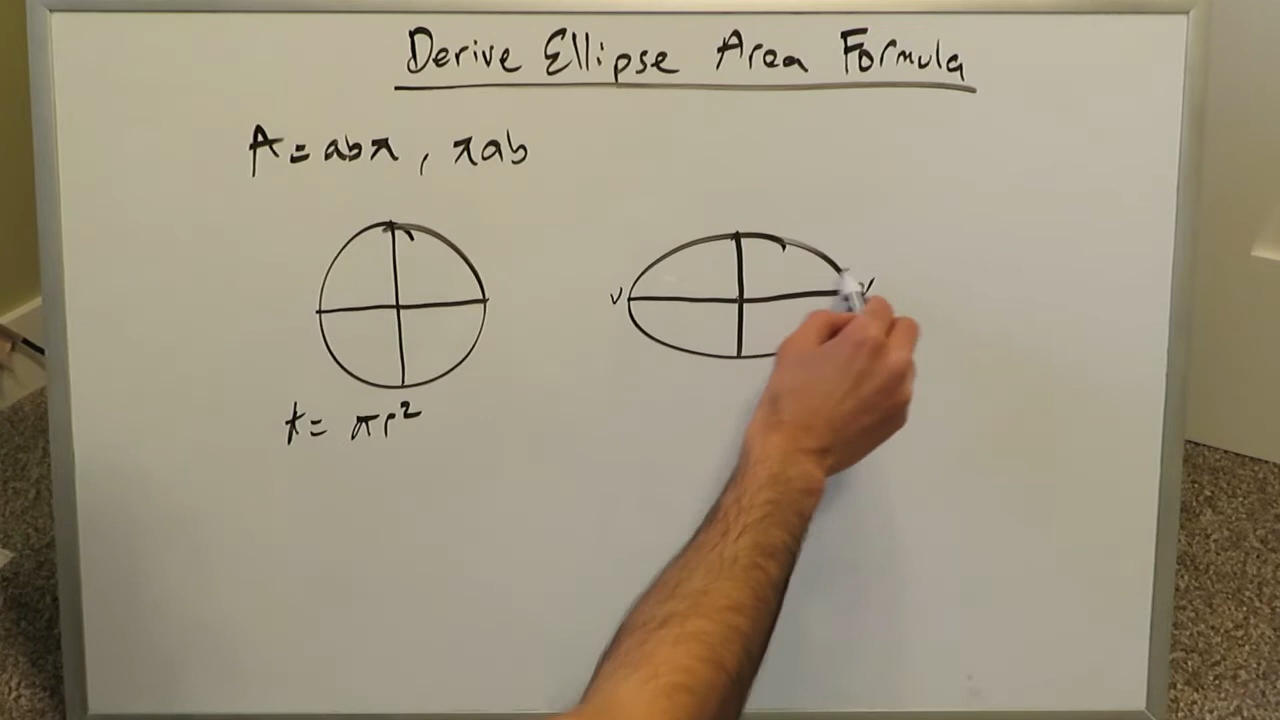 Derive Ellipse Area Formula
A = abπ , πab
V V
A = πr²